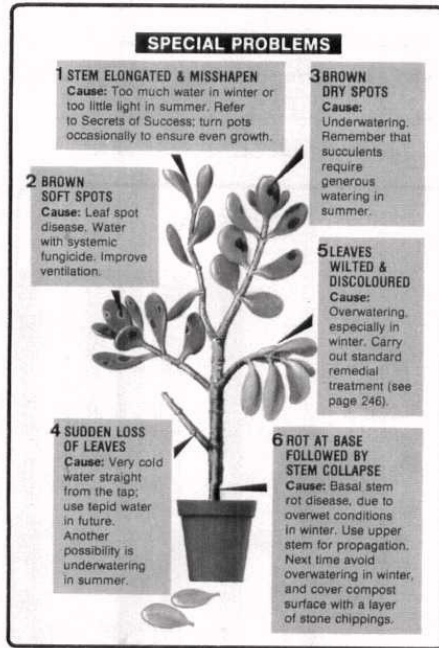 SPECIAL PROBLEMS
1 STEM ELONGATED & MISSHAPEN
Cause: Too much water in winter or
too little light in summer. Refer
to Secrets of Success; turn pots
occasionally to ensure even growth.
2 BROWN
SOFT SPOTS
Cause: Leaf spot
disease. Water
with systemic
fungicide. Improve
ventilation.
3 BROWN
DRY SPOTS
Cause:
Underwatering.
Remember that
succulents
require
generous
watering in
summer.
4 SUDDEN LOSS
OF LEAVES
Cause: Very cold
water straight
from the tap;
use tepid water
in future.
Another
possibility is
underwatering
in summer.
5 LEAVES
WILTED &
DISCOLOURED
Cause:
Overwatering,
especially in
winter. Carry
out standard
remedial
treatment (see
page 246).
6 ROT AT BASE
FOLLOWED BY
STEM COLLAPSE
Cause: Basal stem
rot disease, due to
overwet conditions
in winter. Use upper
stem for propagation.
Next time avoid
overwatering in winter,
and cover compost
surface with a layer
of stone chippings.